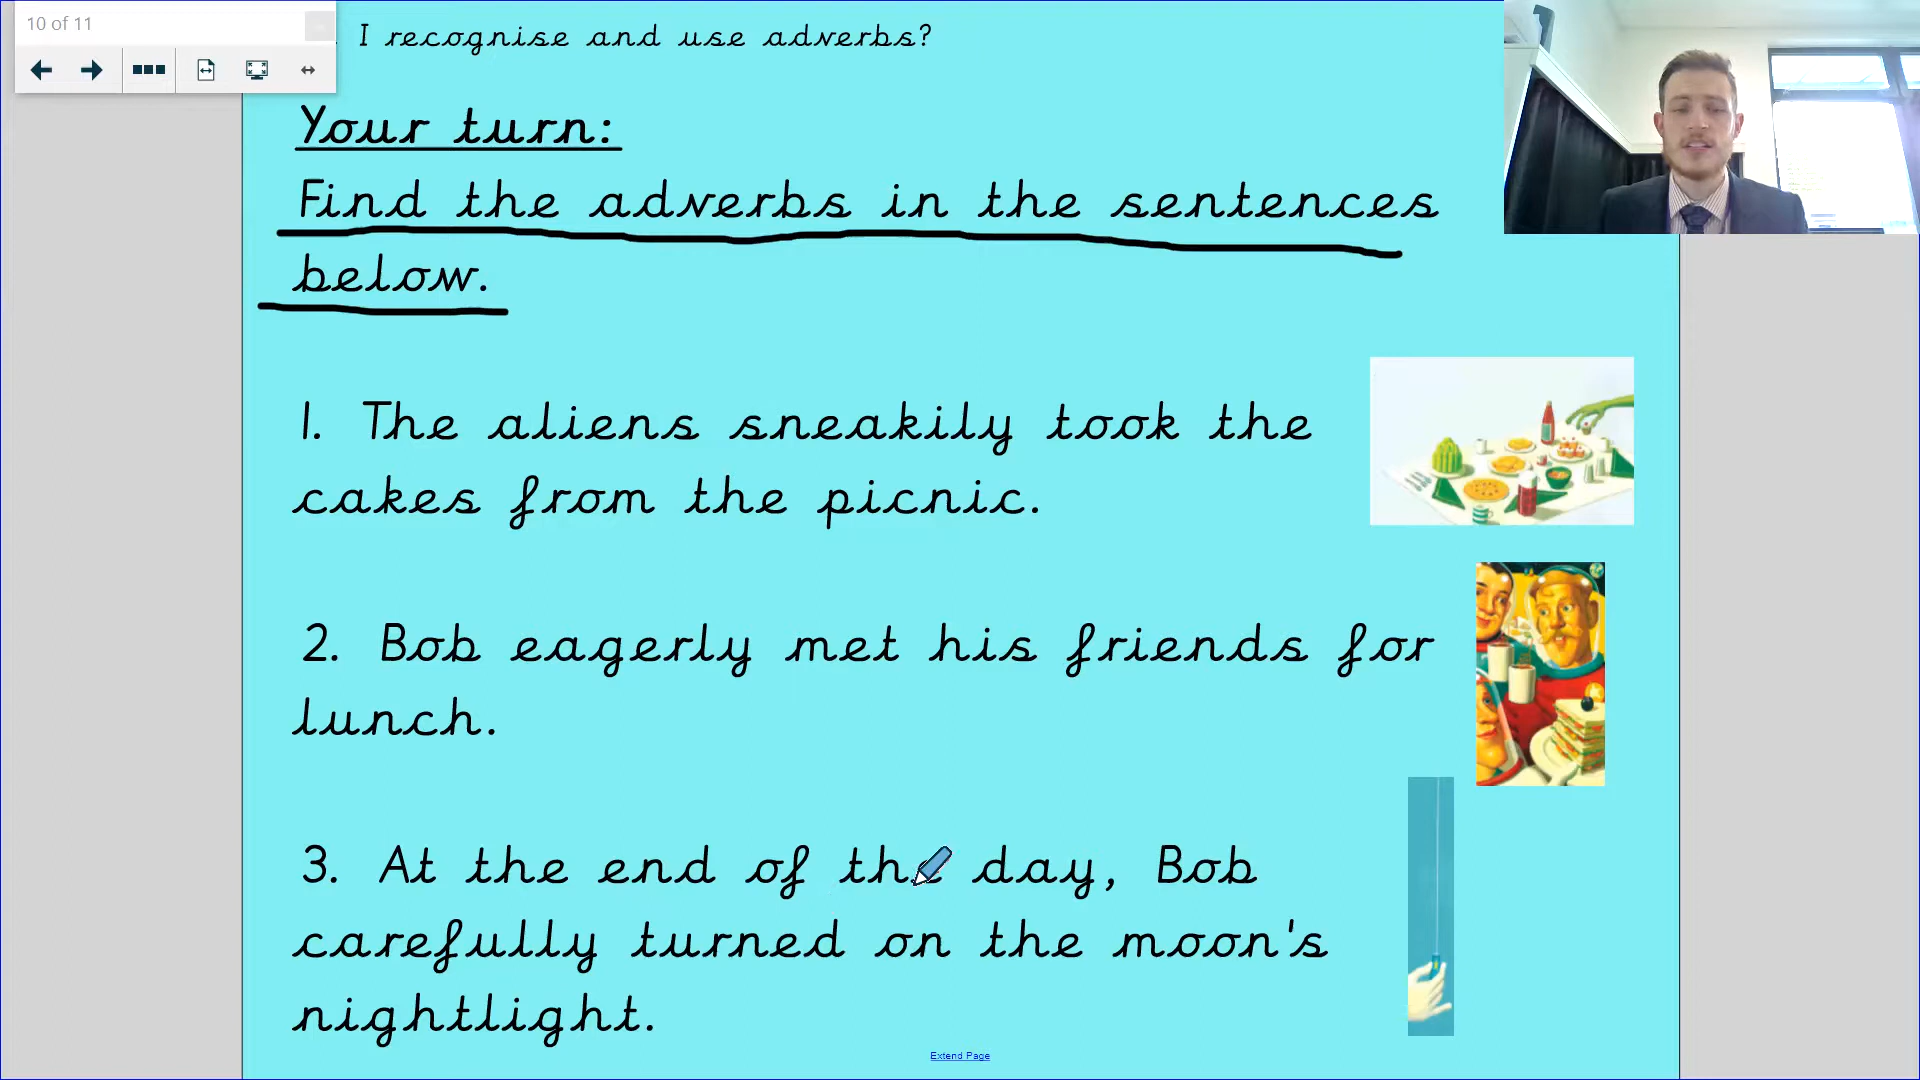 10 of 11
I recognise and use adverbs?
Your turn:
Find the adverbs in the sentences
below.
1. The aliens sneakily took the
cakes from the picnic.
2. Bob eagerly met his friends for
lunch.
3. At the end of the day, Bob
carefully turned on the moon's
nightlight.
Extend Page